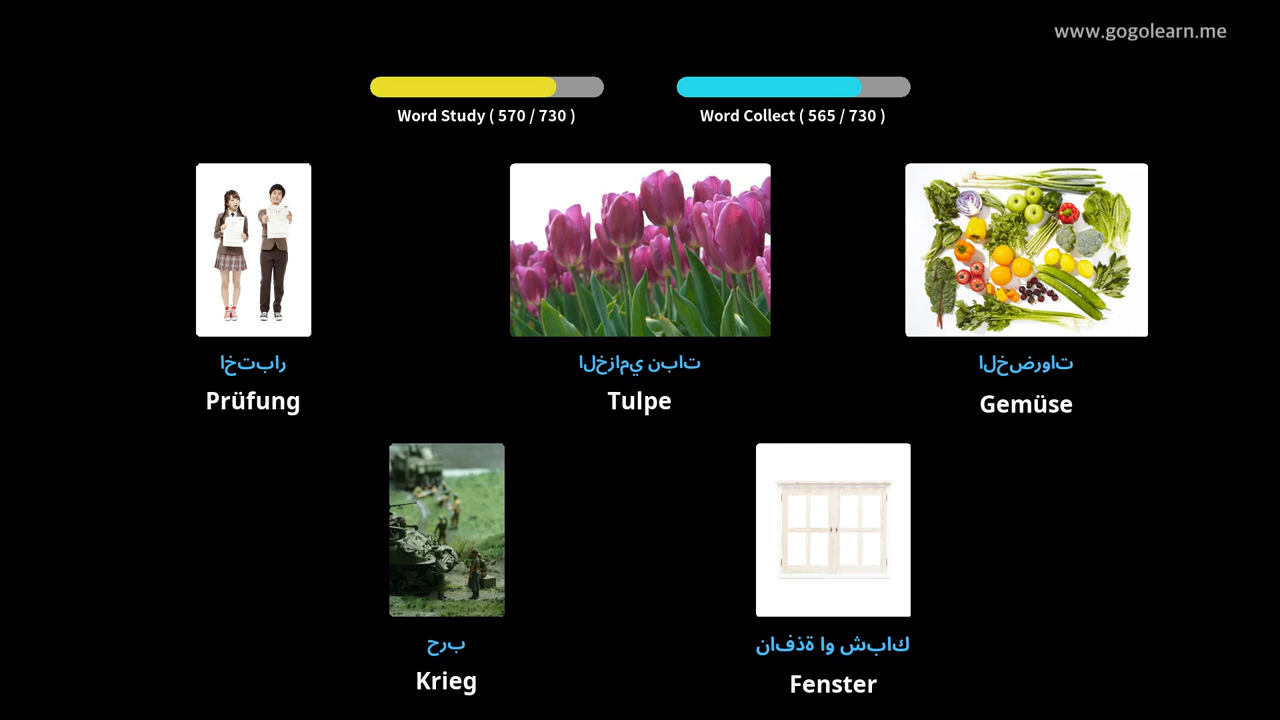 www.gogolearn.me
Word Study ( 570 / 730 )
Word Collect ( 565 / 730 )
اختبار
Prüfung
الخزامي نبات
Tulpe
الخضروات
Gemüse
حرب
Krieg
نافذة او شباك
Fenster